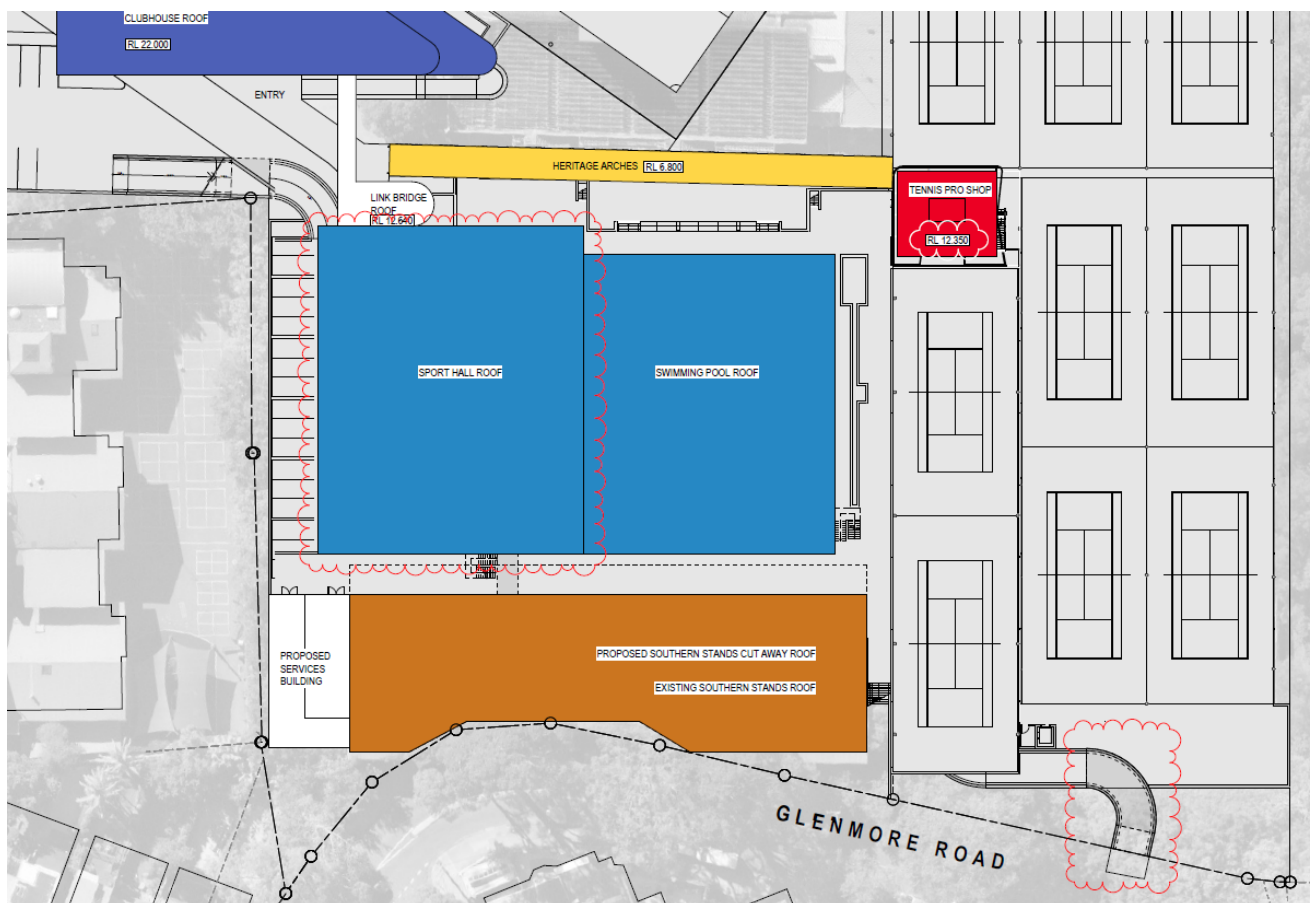 CLUBHOUSE ROOF
RL 22.000
ENTRY
HERITAGE ARCHES RL 6.800
TENNIS PRO SHOP
LINK BRIDGE
ROOF
RL 12.640
RL 12.350
SPORT HALL ROOF
SWIMMING POOL ROOF
PROPOSED
SERVICES
BUILDING
PROPOSED SOUTHERN STANDS CUT AWAY ROOF
EXISTING SOUTHERN STANDS ROOF
GLENMORE ROAD